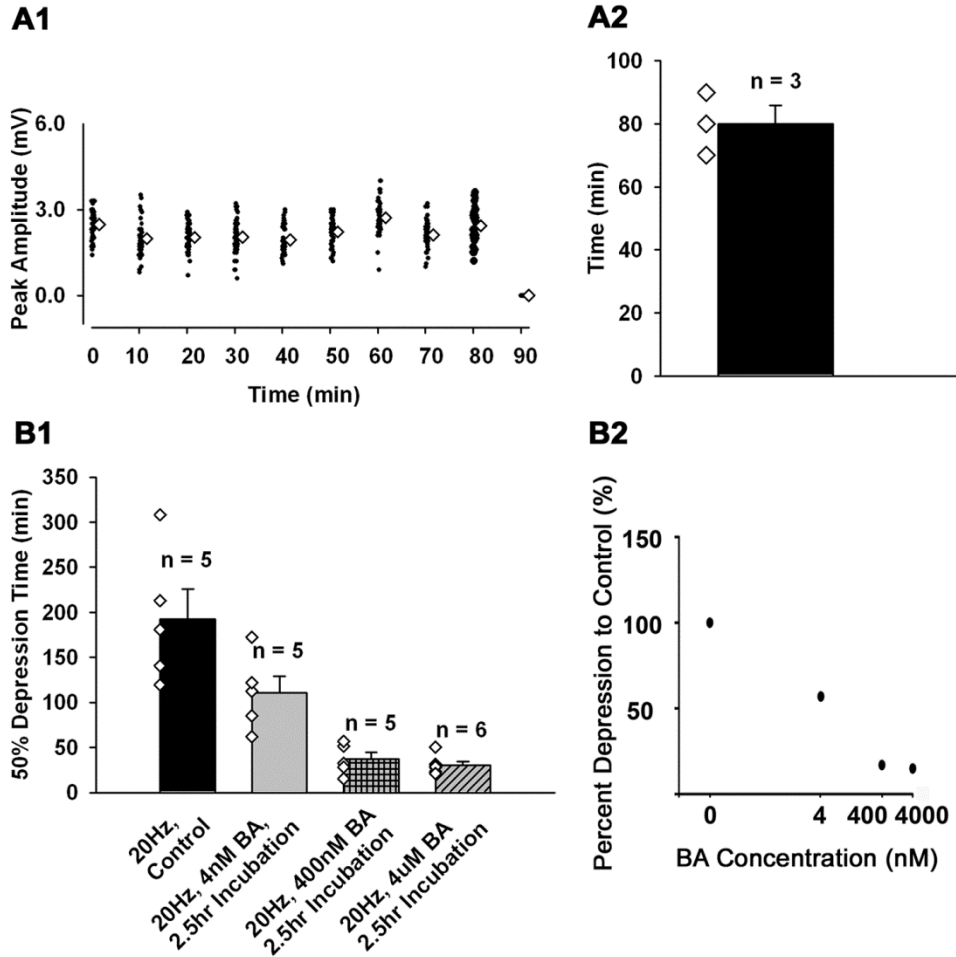 A1
Peak Amplitude (mV)
6.0
3.0
0.0
0 10 20 30 40 50 60 70 80 90
Time (min)
A2
Time (min)
100
80
60
40
20
0
n = 3
B1
50% Depression Time (min)
350
300
250
200
150
100
50
0
n = 5
n = 5
n = 5
n = 6
20Hz,
Control
20Hz, 4nM BA,
2.5hr Incubation
20Hz, 400nM BA
2.5hr Incubation
20Hz, 4uM BA
2.5hr Incubation
B2
Percent Depression to Control (%)
150
100
50
0 4 400 4000
BA Concentration (nM)